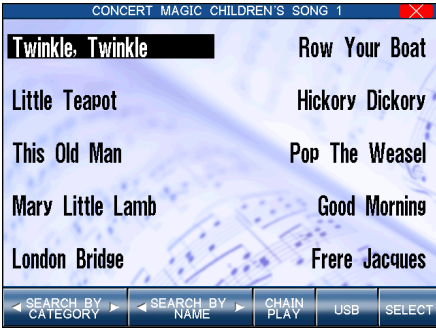 CONCERT MAGIC CHILDREN'S SONG 1
Twinkle, Twinkle
Row Your Boat
Little Teapot
Hickory Dickory
This Old Man
Pop The Weasel
Mary Little Lamb
Good Morning
London Bridge
Frere Jacques
SEARCH BY
CATEGORY
SEARCH BY
NAME
CHAIN
PLAY
USB
SELECT